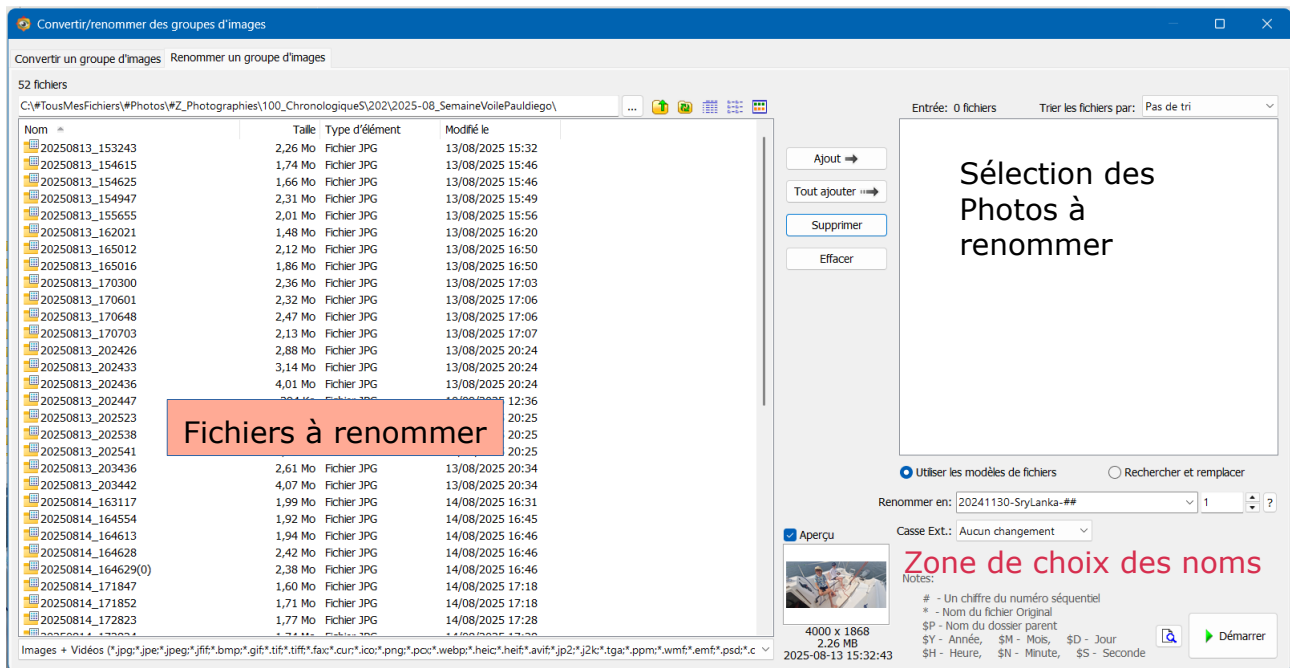 Convertir/renommer des groupes d'images
Convertir un groupe d'images Renommer un groupe d'images
52 fichiers
C:\#TousMesFichiers\#Photos\#Z_Photographies\100_ChronologiqueS\202\2025-08_SemaineVoilePauldiego\ ...
Entrée: 0 fichiers Trier les fichiers par: Pas de tri
Nom Taille Type d'élément Modifié le
20250813_153243 2,26 Mo Fichier JPG 13/08/2025 15:32
20250813_154615 1,74 Mo Fichier JPG 13/08/2025 15:46
20250813_154625 1,66 Mo Fichier JPG 13/08/2025 15:46
20250813_154947 2,31 Mo Fichier JPG 13/08/2025 15:49
20250813_155655 2,01 Mo Fichier JPG 13/08/2025 15:56
20250813_162021 1,48 Mo Fichier JPG 13/08/2025 16:20
20250813_165012 2,12 Mo Fichier JPG 13/08/2025 16:50
20250813_165016 1,86 Mo Fichier JPG 13/08/2025 16:50
20250813_170300 2,36 Mo Fichier JPG 13/08/2025 17:03
20250813_170601 2,32 Mo Fichier JPG 13/08/2025 17:06
20250813_170648 2,47 Mo Fichier JPG 13/08/2025 17:06
20250813_170703 2,13 Mo Fichier JPG 13/08/2025 17:07
20250813_202426 2,88 Mo Fichier JPG 13/08/2025 20:24
20250813_202433 3,14 Mo Fichier JPG 13/08/2025 20:24
20250813_202436 4,01 Mo Fichier JPG 13/08/2025 20:24
20250813_202447 12:36
20250813_202523 20:25
20250813_202538 20:25
20250813_202541 20:25
Fichiers à renommer
20250813_203436 2,61 Mo Fichier JPG 13/08/2025 20:34
20250813_203442 4,07 Mo Fichier JPG 13/08/2025 20:34
20250814_163117 1,99 Mo Fichier JPG 14/08/2025 16:31
20250814_164554 1,92 Mo Fichier JPG 14/08/2025 16:45
20250814_164613 1,94 Mo Fichier JPG 14/08/2025 16:46
20250814_164628 2,42 Mo Fichier JPG 14/08/2025 16:46
20250814_164629(0) 2,38 Mo Fichier JPG 14/08/2025 16:46
20250814_171847 1,60 Mo Fichier JPG 14/08/2025 17:18
20250814_171852 1,71 Mo Fichier JPG 14/08/2025 17:18
20250814_172823 1,77 Mo Fichier JPG 14/08/2025 17:28
Images + Vidéos (*.jpg;*.jpe;*.jpeg;*.jfif;*.bmp;*.gif;*.tif;*.tiff;*.fax;*.cur;*.ico;*.png;*.pcx;*.webp;*.heic;*.heif;*.avif;*.jp2;*.j2k;*.tga;*.ppm;*.wmf;*.emf;*.psd;*.c
Ajout
Tout ajouter
Supprimer
Effacer
Sélection des
Photos à
renommer
Utiliser les modèles de fichiers Rechercher et remplacer
Renommer en: 20241130-SryLanka-## 1 ?
Casse Ext.: Aucun changement
Aperçu
4000 x 1868
2.26 MB
2025-08-13 15:32:43
Zone de choix des noms
Notes:
# - Un chiffre du numéro séquentiel
* - Nom du fichier Original
$P - Nom du dossier parent
$Y - Année, $M - Mois, $D - Jour
$H - Heure, $N - Minute, $S - Seconde
Démarrer